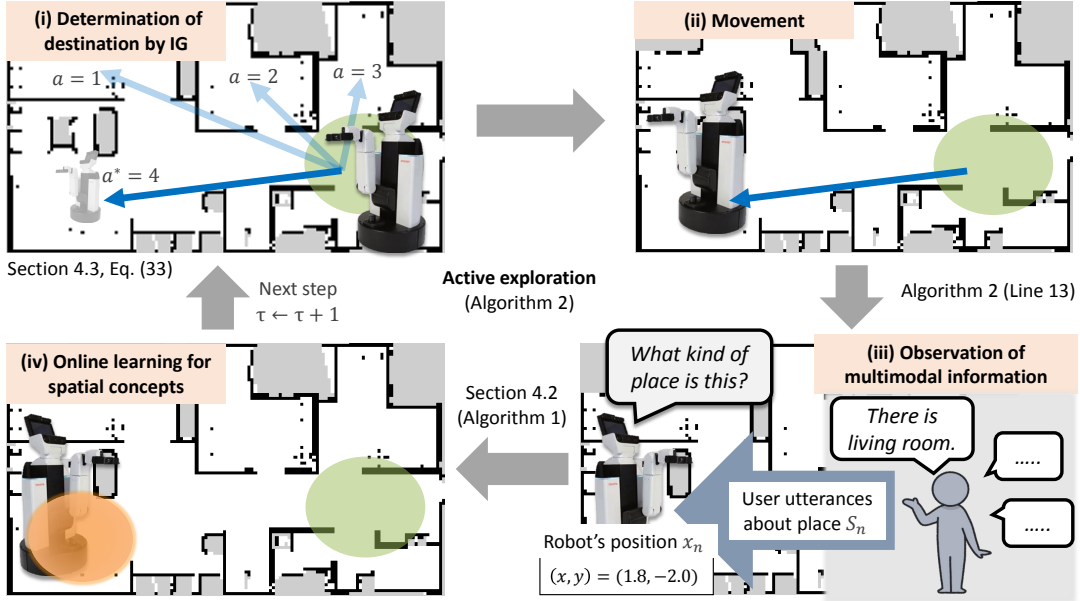 (i) Determination of
destination by IG
a = 1
a = 2
a = 3
a* = 4
Section 4.3, Eq. (33)
(ii) Movement
Active exploration
(Algorithm 2)
Algorithm 2 (Line 13)
Next step
τ ← τ + 1
(iii) Observation of
multimodal information
What kind of
place is this?
There is
living room.
.....
.....
User utterances
about place Sₙ
Robot's position xₙ
(x, y) = (1.8, −2.0)
Section 4.2
(Algorithm 1)
(iv) Online learning for
spatial concepts